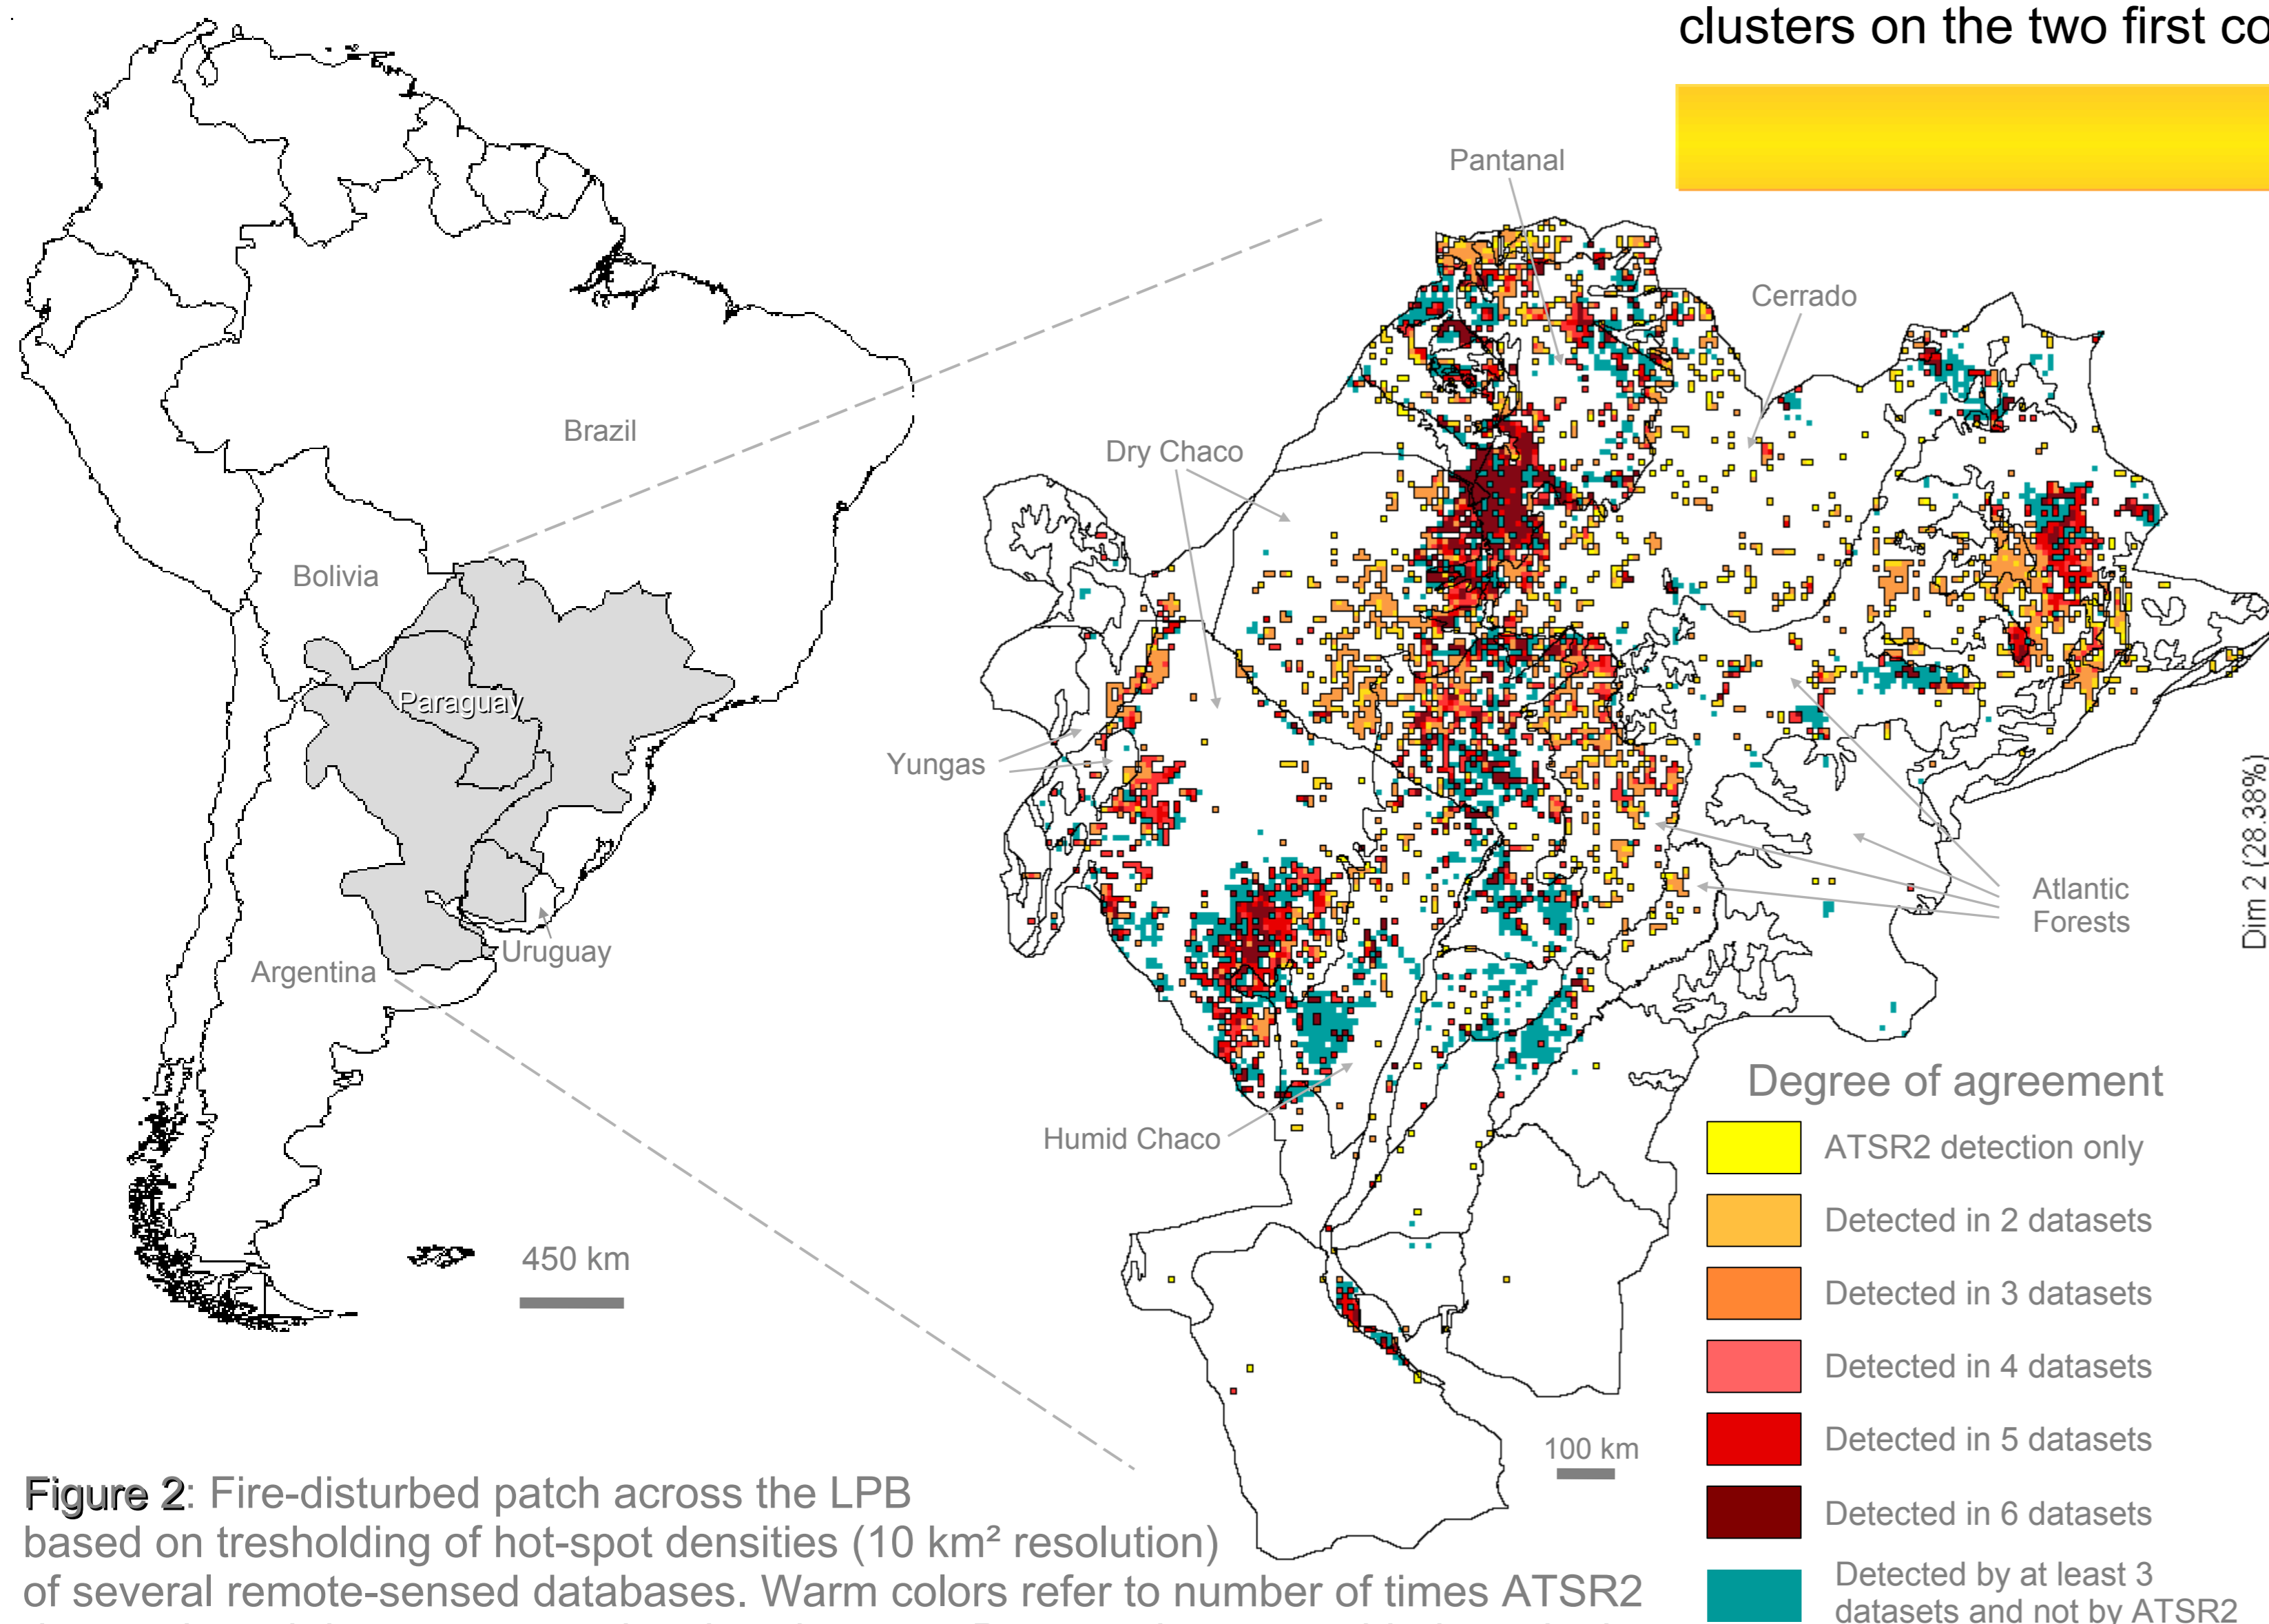 clusters on the two first co
Pantanal
Cerrado
Brazil
Dry Chaco
Bolivia
Paraguay
Yungas
Atlantic
Forests
Dim 2 (28.38%)
Uruguay
Argentina
Humid Chaco
450 km
100 km
Degree of agreement
ATSR2 detection only
Detected in 2 datasets
Detected in 3 datasets
Detected in 4 datasets
Detected in 5 datasets
Detected in 6 datasets
Detected by at least 3
datasets and not by ATSR2
Figure 2: Fire-disturbed patch across the LPB
based on tresholding of hot-spot densities (10 km² resolution)
of several remote-sensed databases. Warm colors refer to number of times ATSR2